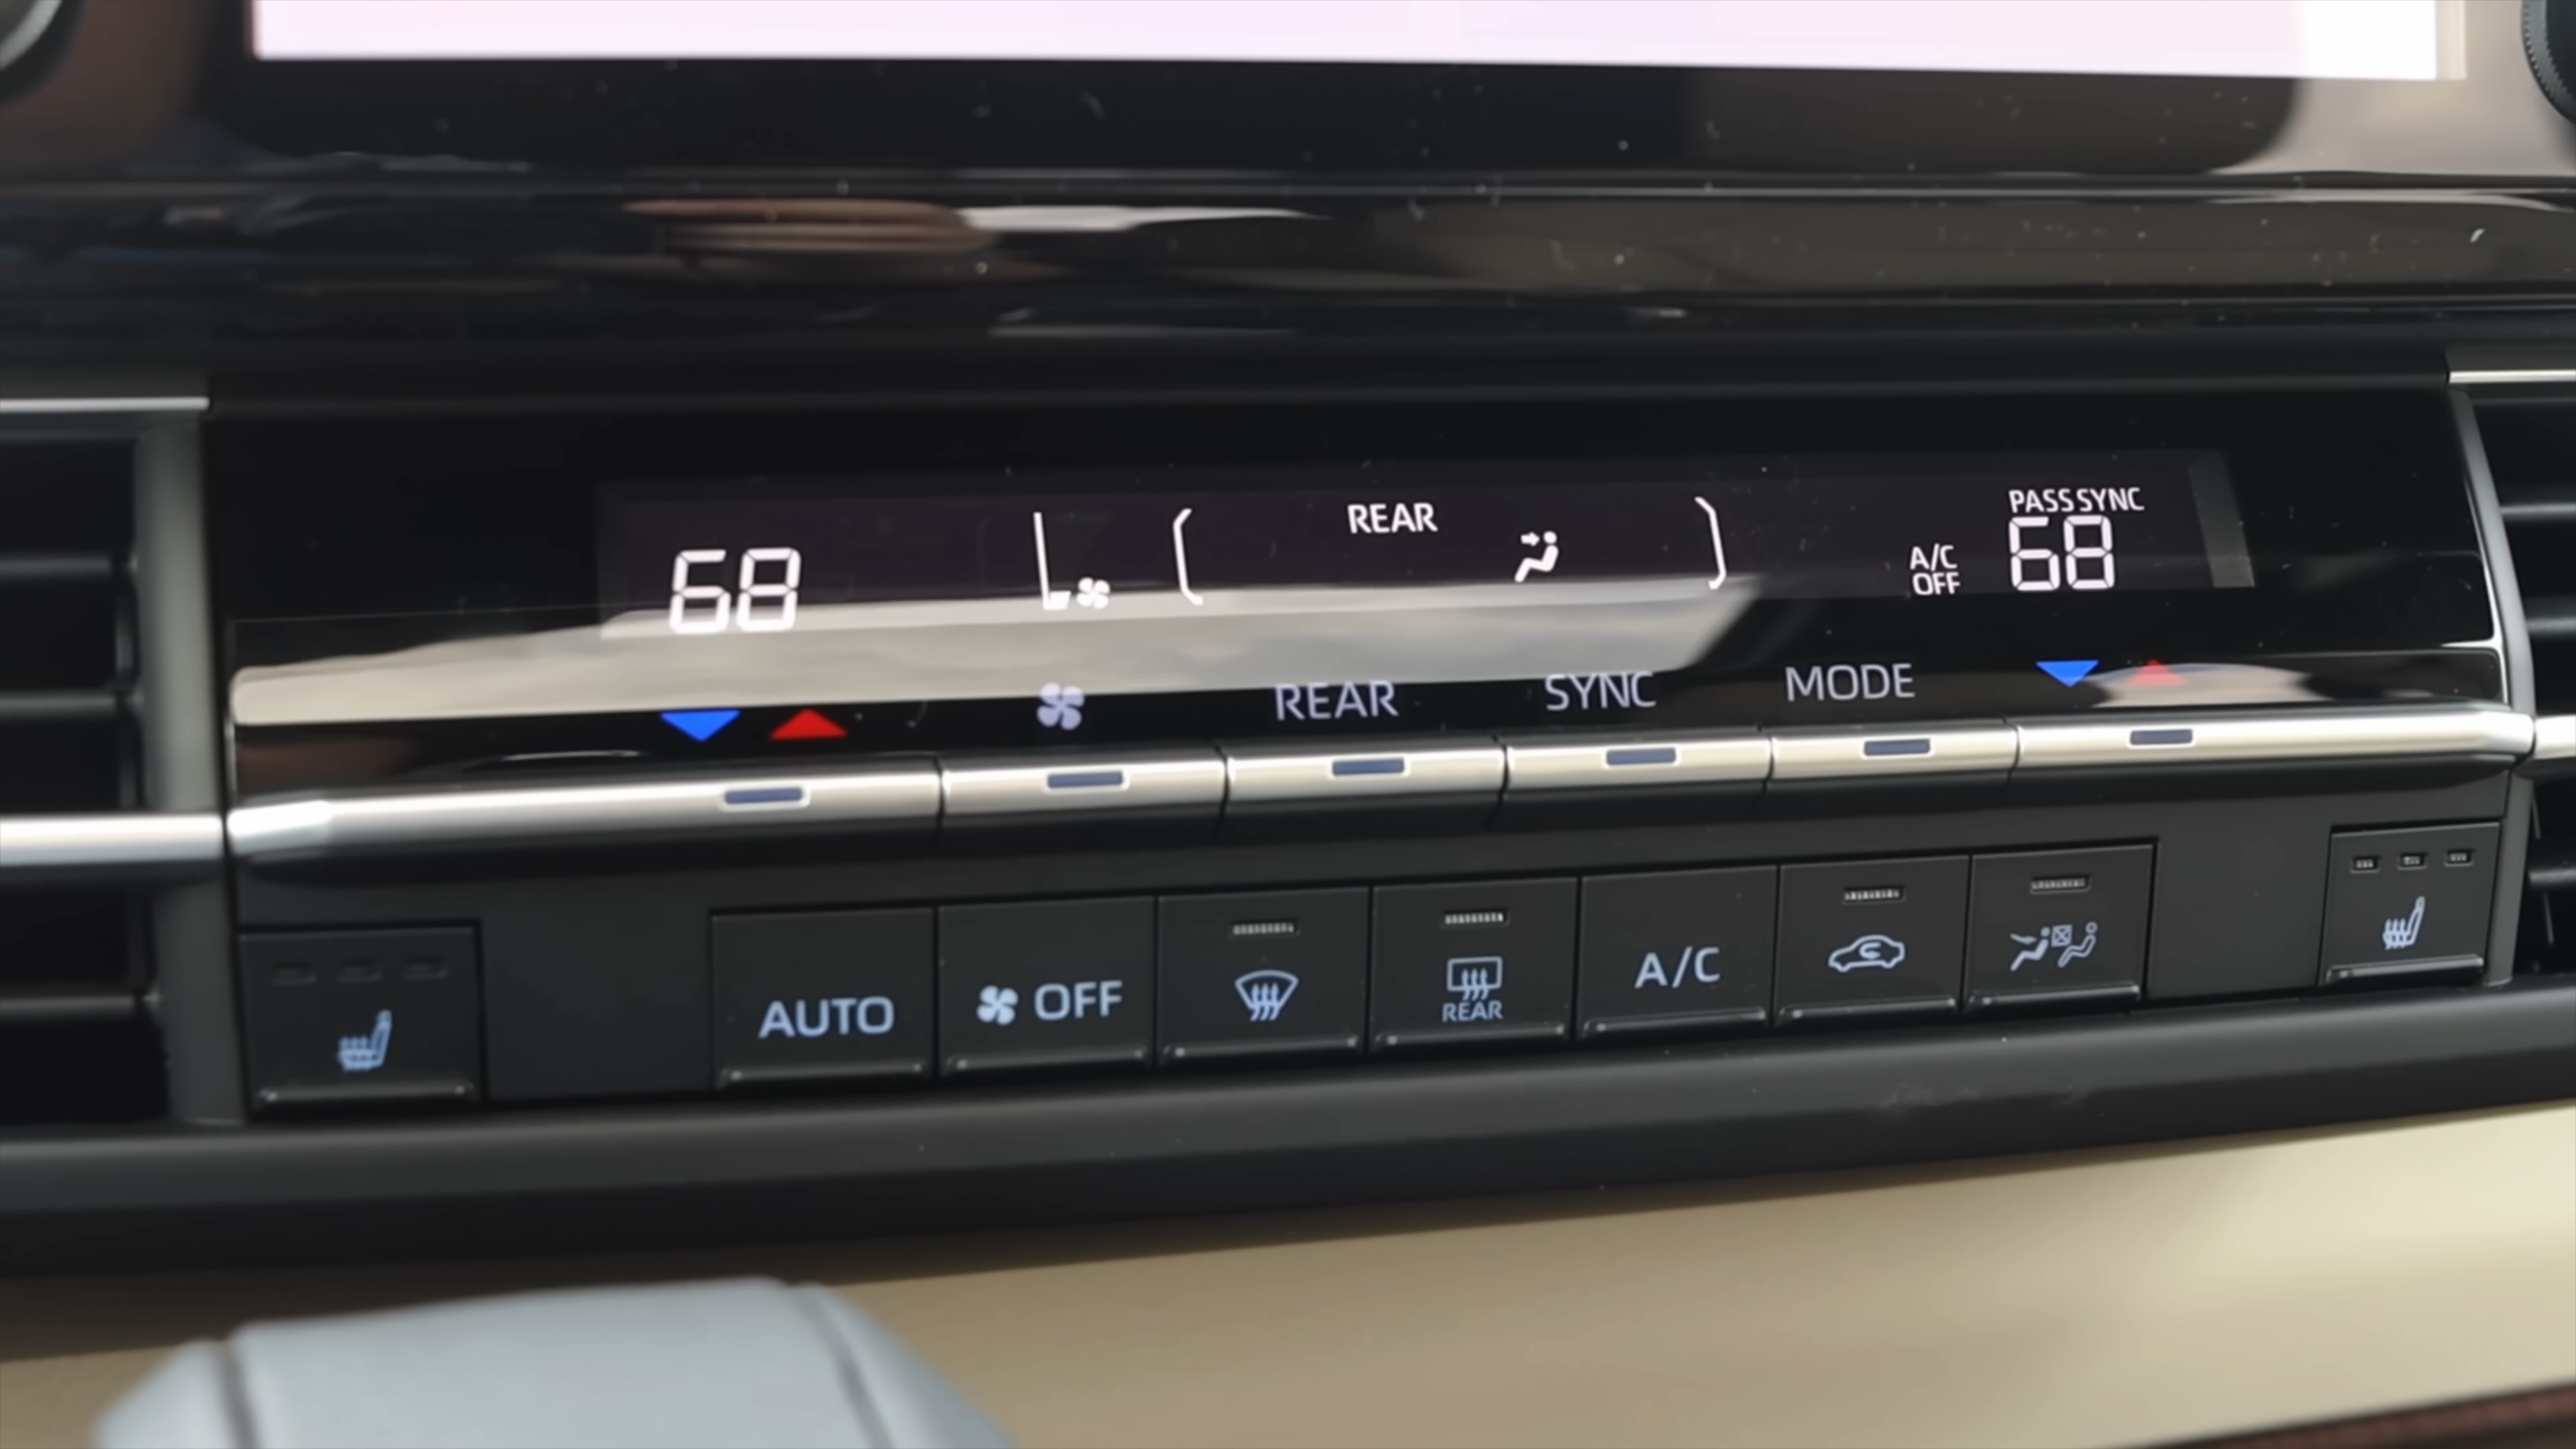 REAR
PASS SYNC
68
A/C
OFF
68
REAR
SYNC
MODE
AUTO
OFF
REAR
A/C